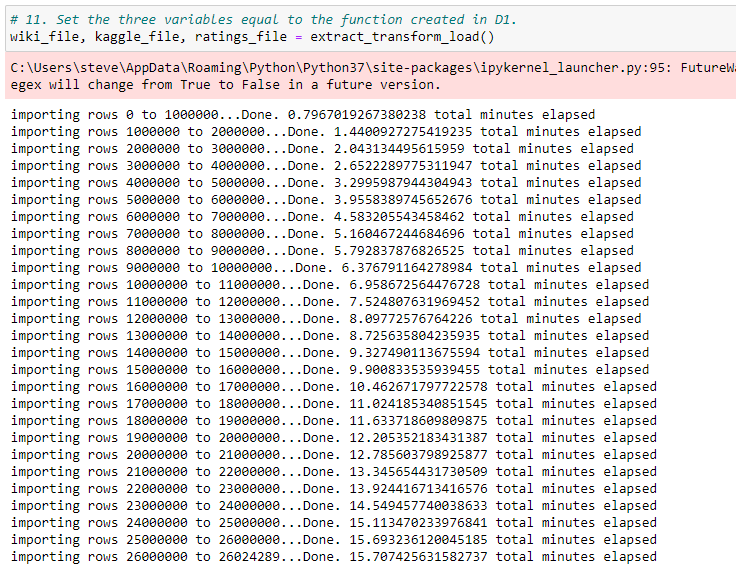 # 11. Set the three variables equal to the function created in D1.
wiki_file, kaggle_file, ratings_file = extract_transform_load()
C:\Users\steve\AppData\Roaming\Python\Python37\site-packages\ipykernel_launcher.py:95: FutureWa
egex will change from True to False in a future version.
importing rows 0 to 1000000...Done. 0.7967019267380238 total minutes elapsed
importing rows 1000000 to 2000000...Done. 1.4400927275419235 total minutes elapsed
importing rows 2000000 to 3000000...Done. 2.043134495615959 total minutes elapsed
importing rows 3000000 to 4000000...Done. 2.6522289775311947 total minutes elapsed
importing rows 4000000 to 5000000...Done. 3.2995987944304943 total minutes elapsed
importing rows 5000000 to 6000000...Done. 3.9558389745652676 total minutes elapsed
importing rows 6000000 to 7000000...Done. 4.583205543458462 total minutes elapsed
importing rows 7000000 to 8000000...Done. 5.160467244684696 total minutes elapsed
importing rows 8000000 to 9000000...Done. 5.792837876826525 total minutes elapsed
importing rows 9000000 to 10000000...Done. 6.376791164278984 total minutes elapsed
importing rows 10000000 to 11000000...Done. 6.958672564476728 total minutes elapsed
importing rows 11000000 to 12000000...Done. 7.524807631969452 total minutes elapsed
importing rows 12000000 to 13000000...Done. 8.09772576764226 total minutes elapsed
importing rows 13000000 to 14000000...Done. 8.725635804235935 total minutes elapsed
importing rows 14000000 to 15000000...Done. 9.327490113675594 total minutes elapsed
importing rows 15000000 to 16000000...Done. 9.900833535939455 total minutes elapsed
importing rows 16000000 to 17000000...Done. 10.462671797722578 total minutes elapsed
importing rows 17000000 to 18000000...Done. 11.024185340851545 total minutes elapsed
importing rows 18000000 to 19000000...Done. 11.633718609809875 total minutes elapsed
importing rows 19000000 to 20000000...Done. 12.205352183431387 total minutes elapsed
importing rows 20000000 to 21000000...Done. 12.785603798925877 total minutes elapsed
importing rows 21000000 to 22000000...Done. 13.345654431730509 total minutes elapsed
importing rows 22000000 to 23000000...Done. 13.924416713416576 total minutes elapsed
importing rows 23000000 to 24000000...Done. 14.549457740038633 total minutes elapsed
importing rows 24000000 to 25000000...Done. 15.113470233976841 total minutes elapsed
importing rows 25000000 to 26000000...Done. 15.693236120045185 total minutes elapsed
importing rows 26000000 to 26024289...Done. 15.707425631582737 total minutes elapsed